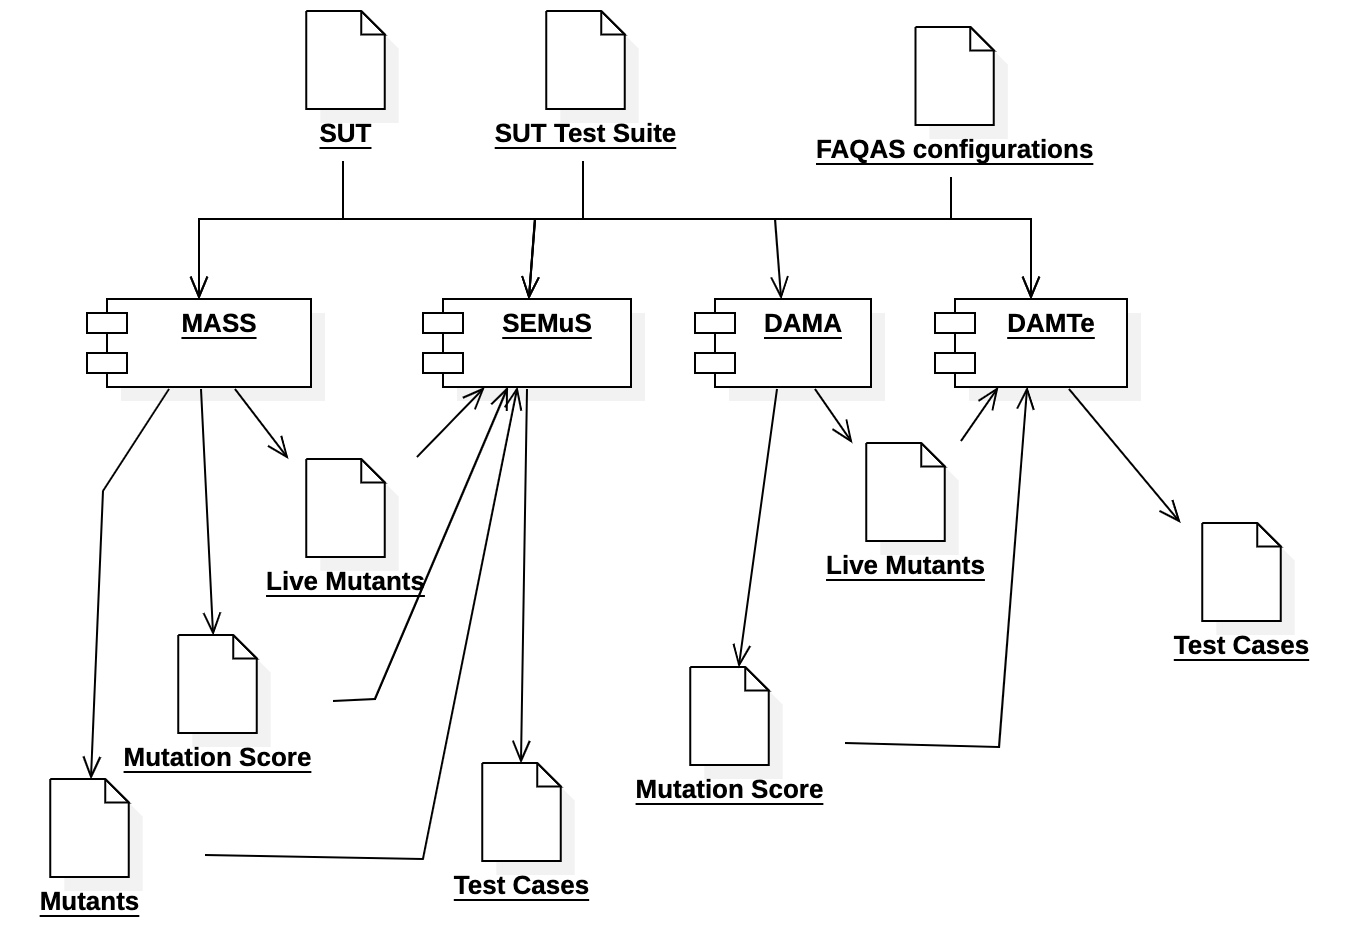 SUT
SUT Test Suite
FAQAS configurations
MASS
SEMuS
DAMA
DAMTe
Live Mutants
Live Mutants
Test Cases
Mutation Score
Mutation Score
Test Cases
Mutants